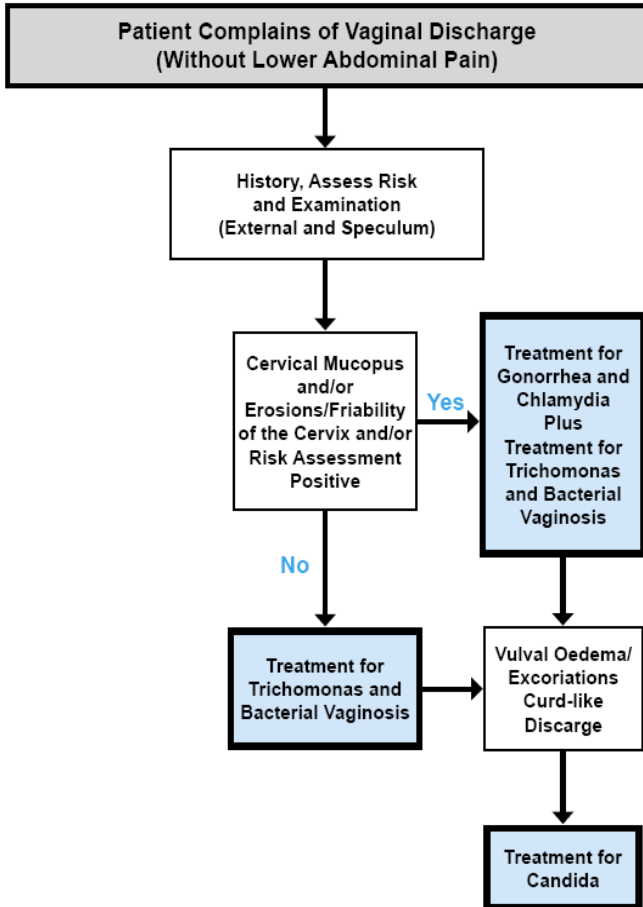 Patient Complains of Vaginal Discharge
(Without Lower Abdominal Pain)
History, Assess Risk
and Examination
(External and Speculum)
Cervical Mucopus
and/or
Erosions/Friability
of the Cervix and/or
Risk Assessment
Positive
Yes
Treatment for
Gonorrhea and
Chlamydia
Plus
Treatment for
Trichomonas
and Bacterial
Vaginosis
No
Treatment for
Trichomonas and
Bacterial Vaginosis
Vulval Oedema/
Excoriations
Curd-like
Discarge
Treatment for
Candida